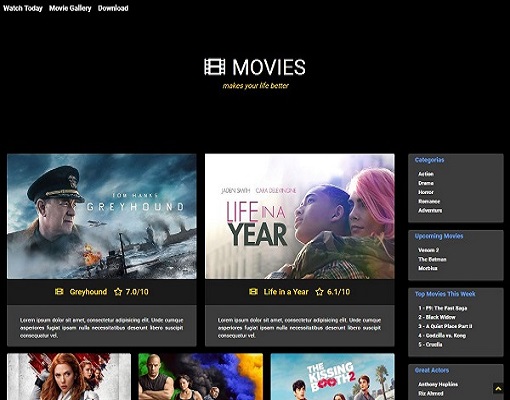 Watch Today Movie Gallery Download
MOVIES
makes your life better
TOM HANKS
GREYHOUND
JADEN SMITH CARA DELEVINGNE
LIFE IN A
YEAR
Greyhound 7.0/10
Lorem ipsum dolor sit amet, consectetur adipisicing elit. Unde cumque
asperiores fugiat ipsum nulla necessitatibus deserunt libero suscipit
consequatur vel.
Life in a Year 6.1/10
Lorem ipsum dolor sit amet, consectetur adipisicing elit. Unde cumque
asperiores fugiat ipsum nulla necessitatibus deserunt libero suscipit
consequatur vel.
THE
KISSING
BOOTH 2
Categorias
Action
Drama
Horror
Romance
Adventure
Upcoming Movies
Venom 2
The Batman
Morbius
Top Movies This Week
1 - F9: The Fast Saga
2 - Black Widow
3 - A Quiet Place Part II
4 - Godzilla vs. Kong
5 - Cruella
Great Actors
Anthony Hopkins
Riz Ahmed